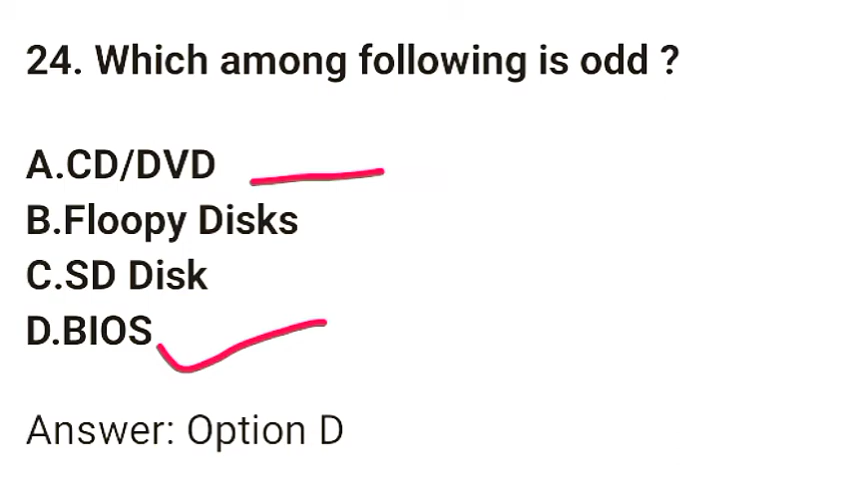 24. Which among following is odd ?
A.CD/DVD
B.Floopy Disks
C.SD Disk
D.BIOS
Answer: Option D